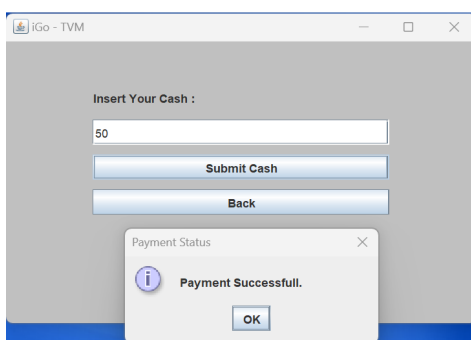 iGo - TVM
Insert Your Cash :
50
Submit Cash
Back
Payment Status
i
Payment Successfull.
OK